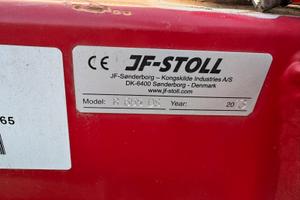 CE JF-STOLL
JF-Sønderborg – Kongskilde Industries A/S
DK-6400 Sønderborg - Denmark
www.jf-stoll.com
Model: Year: 20
65